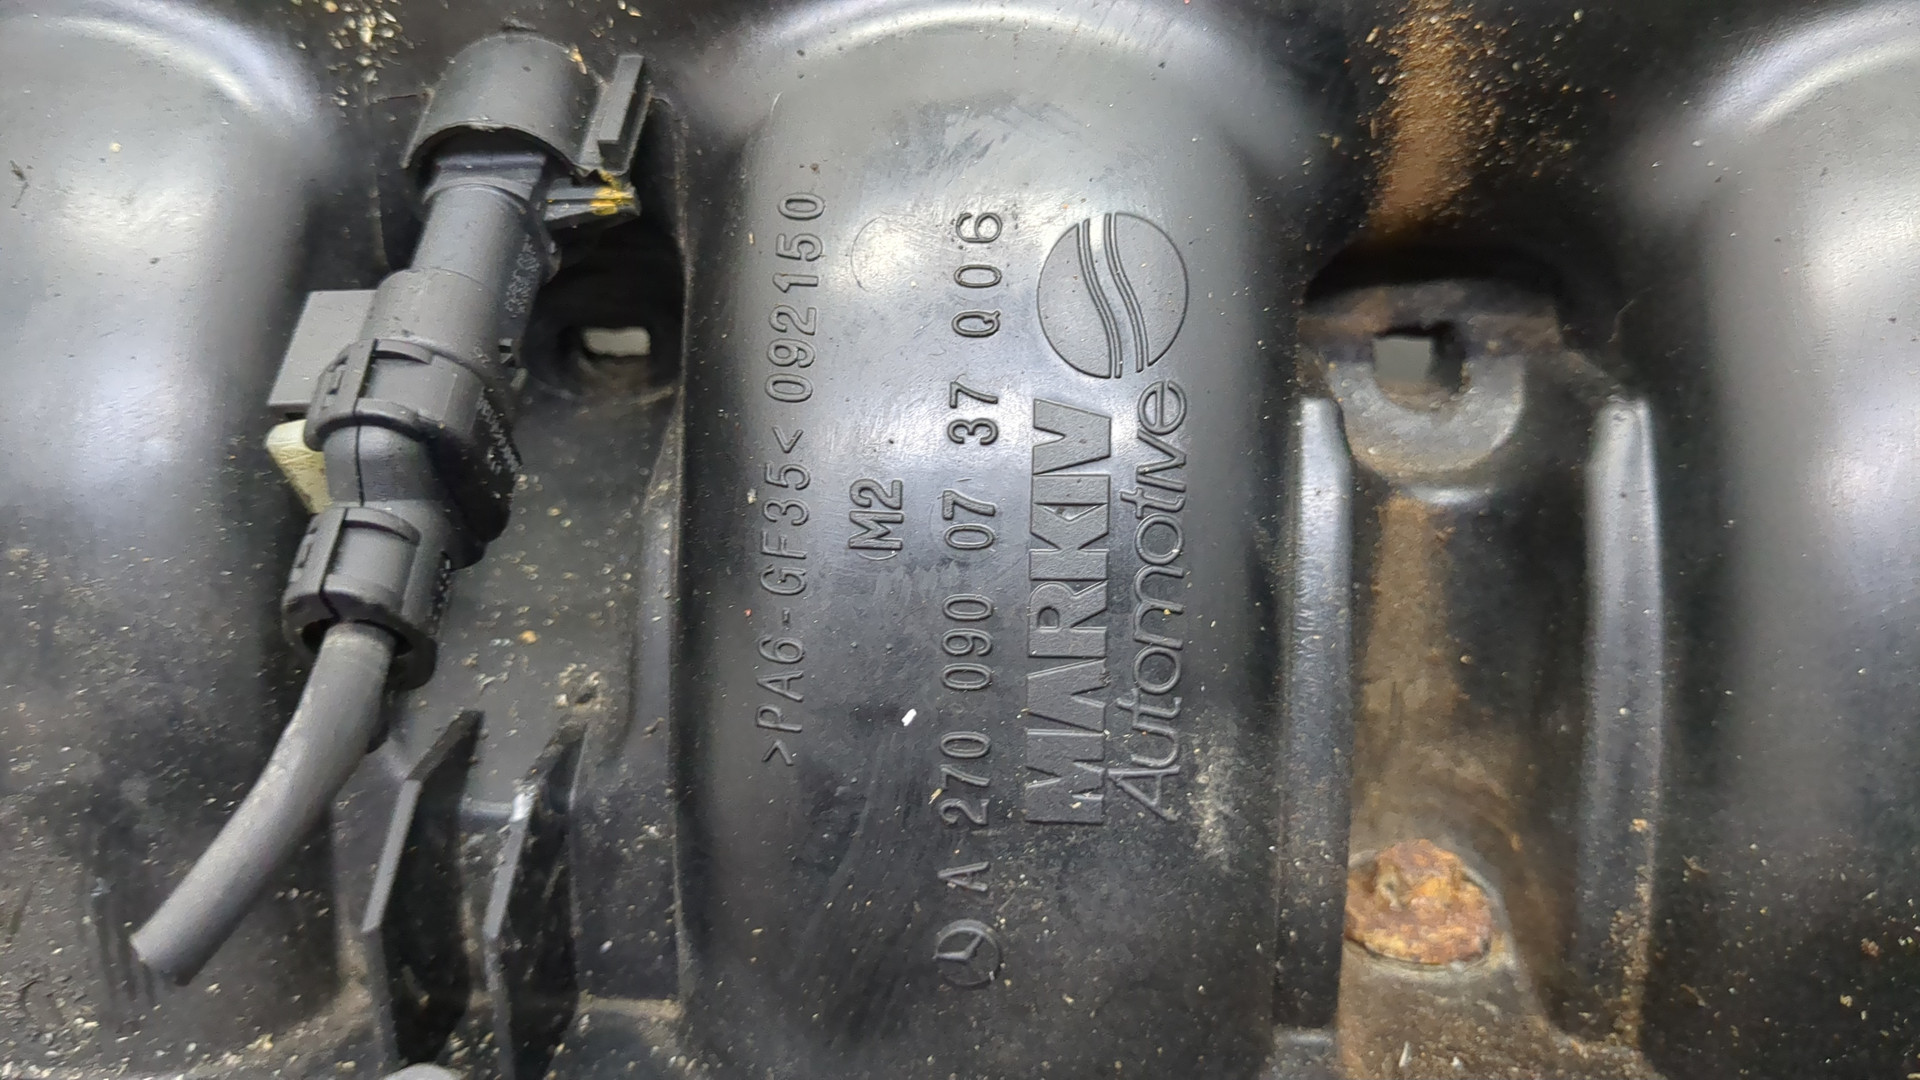 >PA6-GF35< 092150
(M2
A 270 090 07 37 Q06
MARKIV
Automotive